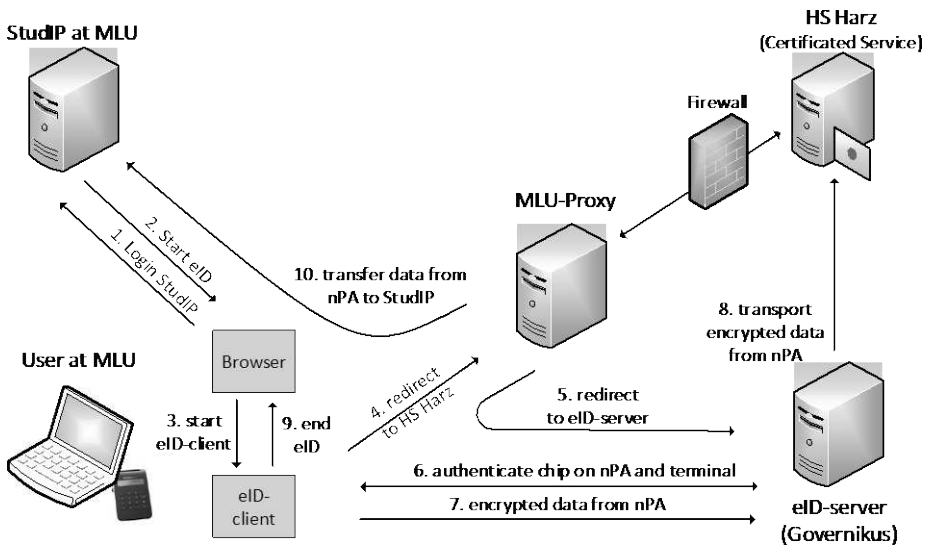 StudIP at MLU
HS Harz
(Certificated Service)
Firewall
MLU-Proxy
1. Login StudIP
2. Start eID
10. transfer data from
nPA to StudIP
8. transport
encrypted data
from nPA
User at MLU
Browser
4. redirect
to HS Harz
5. redirect
to eID-server
3. start
eID-client
9. end
eID
6. authenticate chip on nPA and terminal
7. encrypted data from nPA
eID-
client
eID-server
(Governikus)